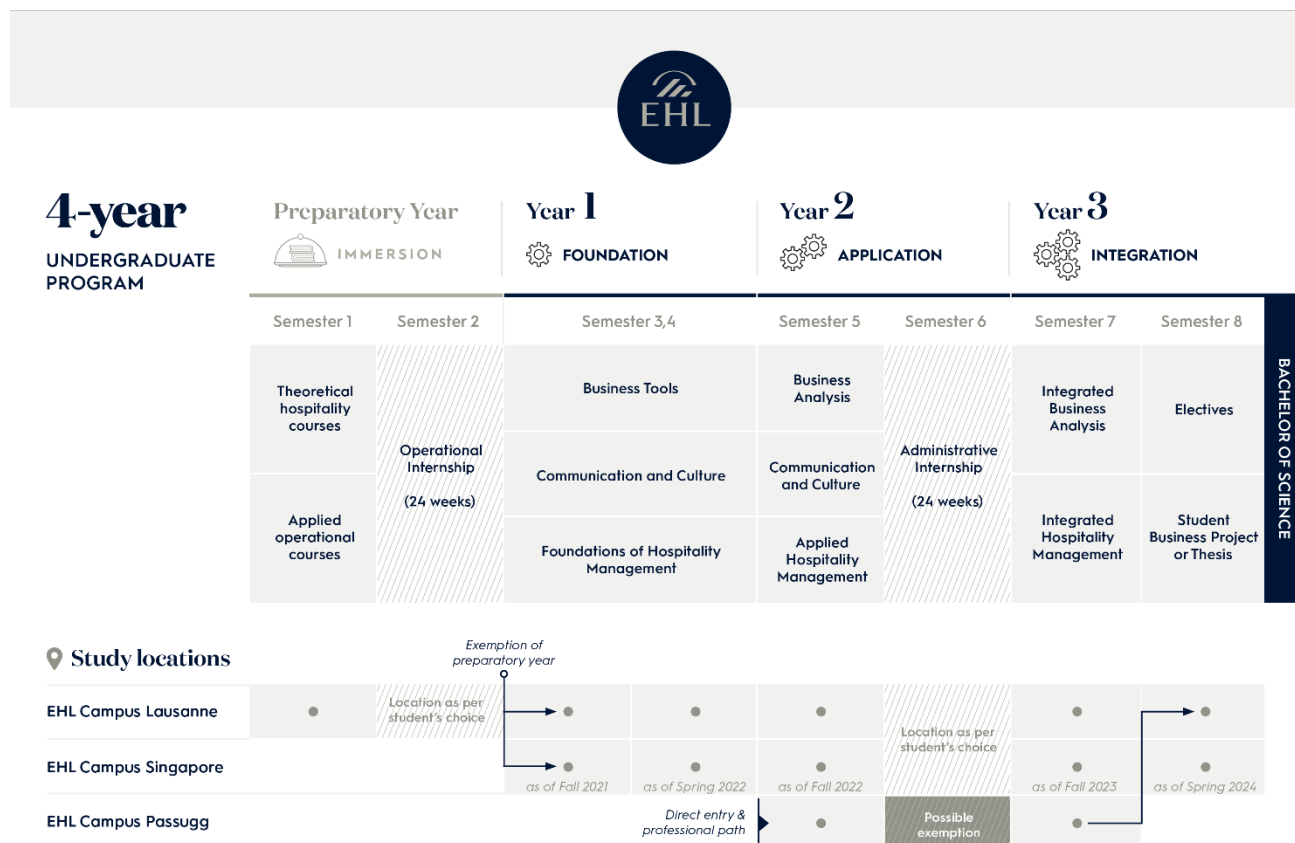 EHL
4-year
UNDERGRADUATE
PROGRAM
Preparatory Year
IMMERSION
Year 1
FOUNDATION
Year 2
APPLICATION
Year 3
INTEGRATION
Semester 1
Semester 2
Semester 3,4
Semester 5
Semester 6
Semester 7
Semester 8
Theoretical
hospitality
courses
Applied
operational
courses
Operational
Internship
(24 weeks)
Business Tools
Communication and Culture
Foundations of Hospitality
Management
Business
Analysis
Communication
and Culture
Applied
Hospitality
Management
Administrative
Internship
(24 weeks)
Integrated
Business
Analysis
Integrated
Hospitality
Management
Electives
Student
Business Project
or Thesis
BACHELOR OF SCIENCE
Study locations
Exemption of
preparatory year
EHL Campus Lausanne
Location as per
student's choice
Location as per
student's choice
EHL Campus Singapore
as of Fall 2021
as of Spring 2022
as of Fall 2022
as of Fall 2023
as of Spring 2024
EHL Campus Passugg
Direct entry &
professional path
Possible
exemption